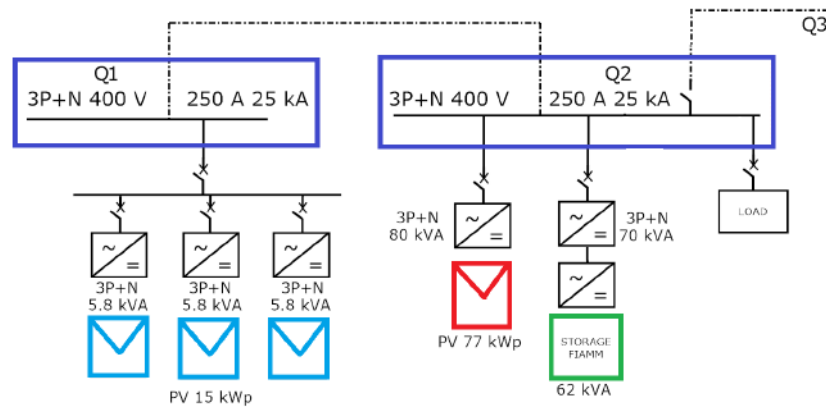 Q3
Q1
3P+N 400 V 250 A 25 kA
Q2
3P+N 400 V 250 A 25 kA
~
=
~
=
~
=
3P+N
5.8 kVA
3P+N
5.8 kVA
3P+N
5.8 kVA
PV 15 kWp
3P+N
80 kVA
~
=
PV 77 kWp
~
=
3P+N
70 kVA
~
=
STORAGE
FIAMM
62 kVA
LOAD